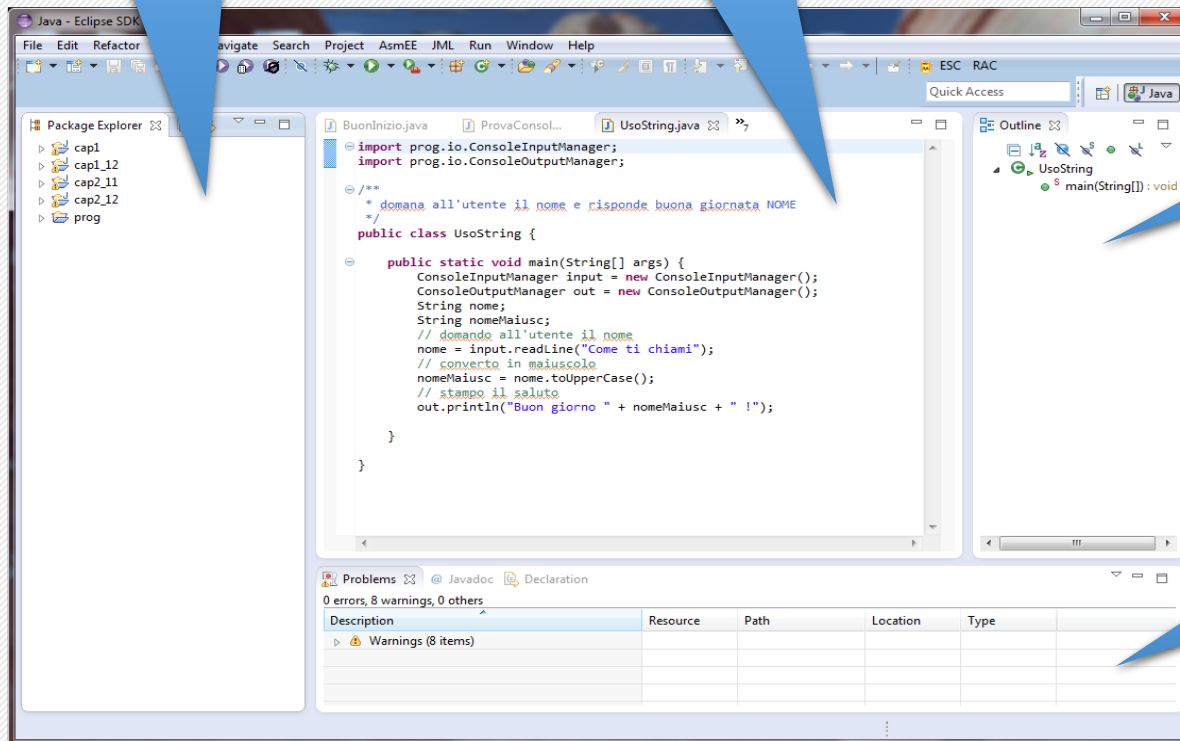 Java - Eclipse SDK
File Edit Refactor avigate Search Project AsmEE JML Run Window Help
ESC RAC
Quick Access
Java
Package Explorer
cap1
cap1_12
cap2_11
cap2_12
prog
BuonInizio.java ProvaConsol... UsoString.java »7
import prog.io.ConsoleInputManager;
import prog.io.ConsoleOutputManager;
/**
* domana all'utente il nome e risponde buona giornata NOME
*/
public class UsoString {
public static void main(String[] args) {
ConsoleInputManager input = new ConsoleInputManager();
ConsoleOutputManager out = new ConsoleOutputManager();
String nome;
String nomeMaiusc;
// domando all'utente il nome
nome = input.readLine("Come ti chiami");
// converto in maiuscolo
nomeMaiusc = nome.toUpperCase();
// stampo il saluto
out.println("Buon giorno " + nomeMaiusc + " !");
}
}
Outline
UsoString
main(String[]) : void
Problems @ Javadoc Declaration
0 errors, 8 warnings, 0 others
Description Resource Path Location Type
Warnings (8 items)